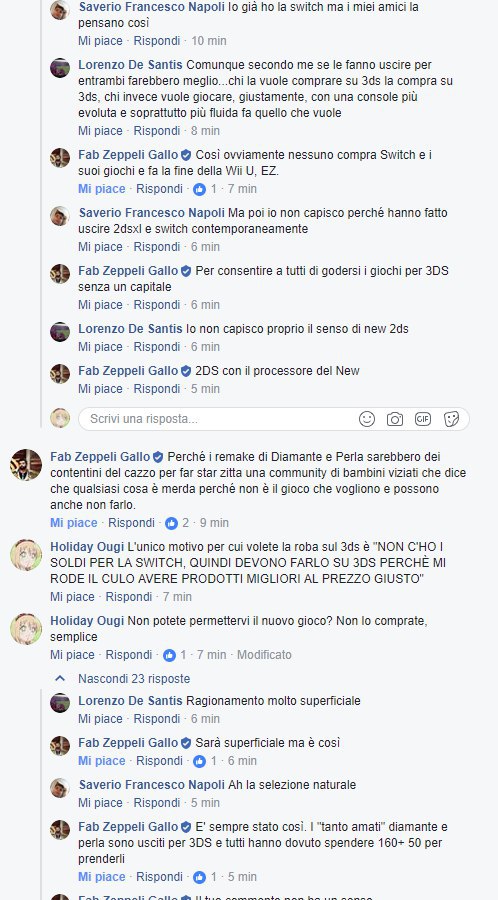 Saverio Francesco Napoli Io già ho la switch ma i miei amici la
pensano così
Mi piace · Rispondi · 10 min
Lorenzo De Santis Comunque secondo me se le fanno uscire per
entrambi farebbero meglio...chi la vuole comprare su 3ds la compra su
3ds, chi invece vuole giocare, giustamente, con una console più
evoluta e soprattutto più fluida fa quello che vuole
Mi piace · Rispondi · 8 min
Fab Zeppeli Gallo Così ovviamente nessuno compra Switch e i
suoi giochi e fa la fine della Wii U, EZ.
Mi piace · Rispondi · 1 · 7 min
Saverio Francesco Napoli Ma poi io non capisco perché hanno fatto
uscire 2dsxl e switch contemporaneamente
Mi piace · Rispondi · 6 min
Fab Zeppeli Gallo Per consentire a tutti di godersi i giochi per 3DS
senza un capitale
Mi piace · Rispondi · 6 min
Lorenzo De Santis Io non capisco proprio il senso di new 2ds
Mi piace · Rispondi · 6 min
Fab Zeppeli Gallo 2DS con il processore del New
Mi piace · Rispondi · 5 min
Scrivi una risposta...
GIF
Fab Zeppeli Gallo Perché i remake di Diamante e Perla sarebbero dei
contentini del cazzo per far star zitta una community di bambini viziati che dice
che qualsiasi cosa è merda perché non è il gioco che vogliono e possono
anche non farlo.
Mi piace · Rispondi · 2 · 9 min
Holiday Ougi L'unico motivo per cui volete la roba sul 3ds è "NON C'HO I
SOLDI PER LA SWITCH, QUINDI DEVONO FARLO SU 3DS PERCHÈ MI
RODE IL CULO AVERE PRODOTTI MIGLIORI AL PREZZO GIUSTO"
Mi piace · Rispondi · 7 min
Holiday Ougi Non potete permettervi il nuovo gioco? Non lo comprate,
semplice
Mi piace · Rispondi · 1 · 7 min · Modificato
Nascondi 23 risposte
Lorenzo De Santis Ragionamento molto superficiale
Mi piace · Rispondi · 6 min
Fab Zeppeli Gallo Sarà superficiale ma è così
Mi piace · Rispondi · 1 · 6 min
Saverio Francesco Napoli Ah la selezione naturale
Mi piace · Rispondi · 5 min
Fab Zeppeli Gallo E' sempre stato così. I "tanto amati" diamante e
perla sono usciti per 3DS e tutti hanno dovuto spendere 160+ 50 per
prenderli
Mi piace · Rispondi · 1 · 5 min
Fab Zeppeli Gallo Il tuo commento non ha un senso